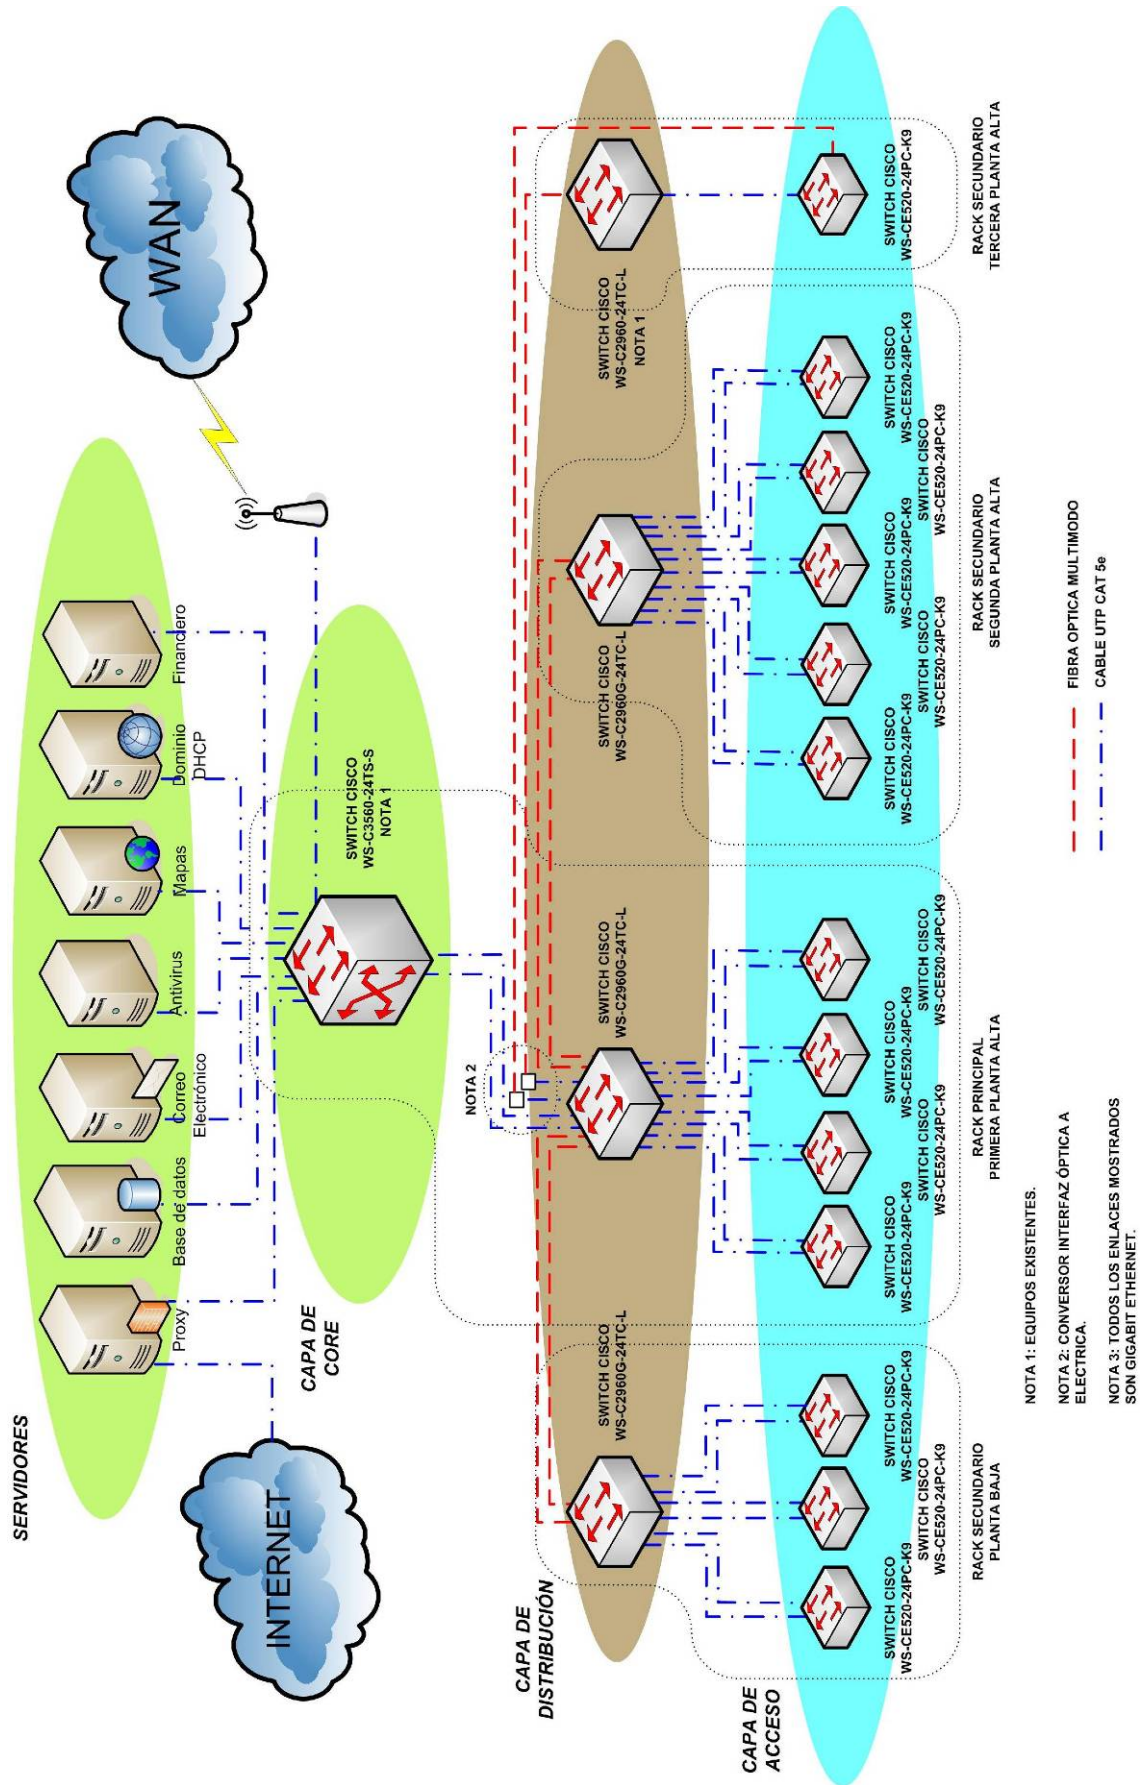 SERVIDORES
Proxy
Base de datos
Correo
Electrónico
Antivirus
Mapas
Dominio
DHCP
Financiero
INTERNET
WAN
CAPA DE
CORE
SWITCH CISCO
WS-C3560-24TS-S
NOTA 1
CAPA DE
DISTRIBUCIÓN
NOTA 2
SWITCH CISCO
WS-C2960G-24TC-L
SWITCH CISCO
WS-C2960G-24TC-L
SWITCH CISCO
WS-C2960G-24TC-L
SWITCH CISCO
WS-C2960-24TC-L
NOTA 1
CAPA DE
ACCESO
SWITCH CISCO
WS-CE520-24PC-K9
SWITCH CISCO
WS-CE520-24PC-K9
SWITCH CISCO
WS-CE520-24PC-K9
RACK SECUNDARIO
PLANTA BAJA
SWITCH CISCO
WS-CE520-24PC-K9
SWITCH CISCO
WS-CE520-24PC-K9
SWITCH CISCO
WS-CE520-24PC-K9
SWITCH CISCO
WS-CE520-24PC-K9
RACK PRINCIPAL
PRIMERA PLANTA ALTA
SWITCH CISCO
WS-CE520-24PC-K9
SWITCH CISCO
WS-CE520-24PC-K9
SWITCH CISCO
WS-CE520-24PC-K9
SWITCH CISCO
WS-CE520-24PC-K9
SWITCH CISCO
WS-CE520-24PC-K9
RACK SECUNDARIO
SEGUNDA PLANTA ALTA
SWITCH CISCO
WS-CE520-24PC-K9
RACK SECUNDARIO
TERCERA PLANTA ALTA
NOTA 1: EQUIPOS EXISTENTES.
NOTA 2: CONVERSOR INTERFAZ ÓPTICA A
ELECTRICA.
NOTA 3: TODOS LOS ENLACES MOSTRADOS
SON GIGABIT ETHERNET.
FIBRA OPTICA MULTIMODO
CABLE UTP CAT 5e